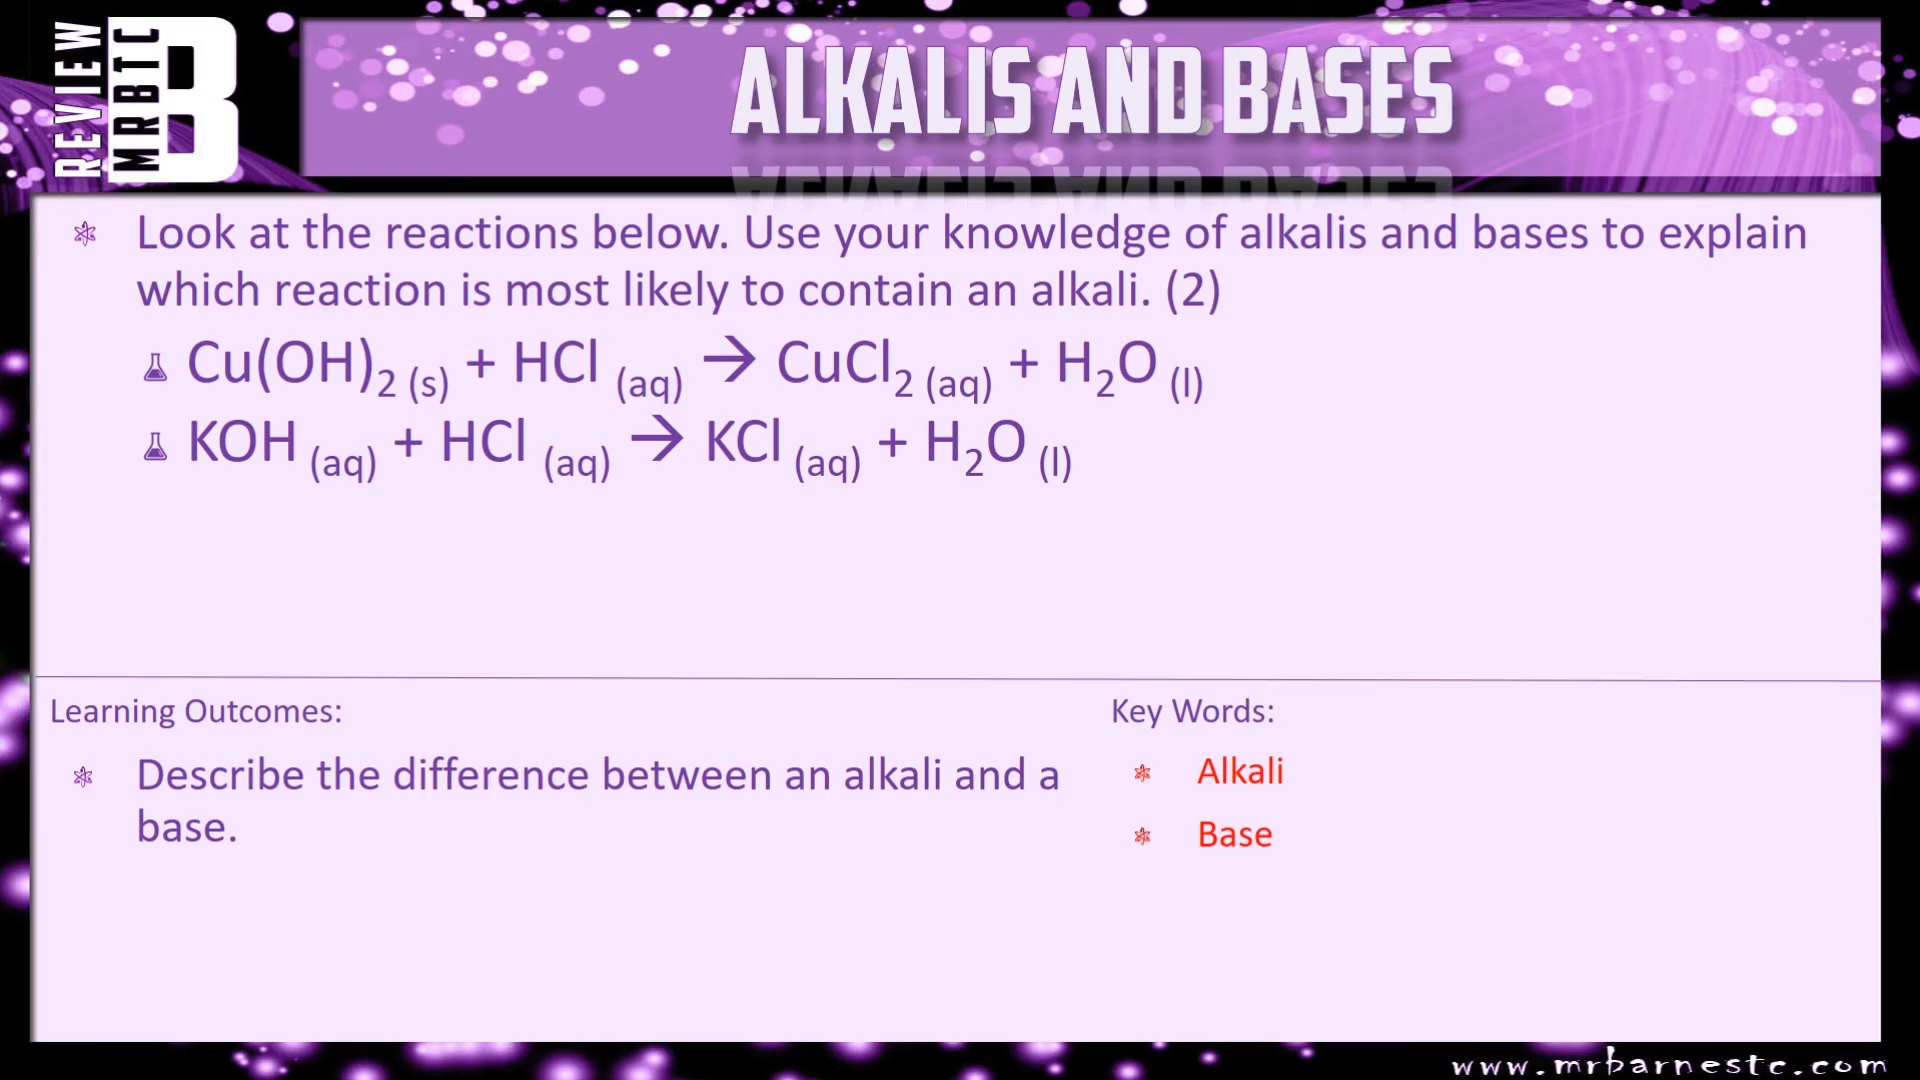 REVIEW
MRBTC
B
ALKALIS AND BASES
Look at the reactions below. Use your knowledge of alkalis and bases to explain
which reaction is most likely to contain an alkali. (2)
Cu(OH)₂ (s) + HCl (aq) → CuCl₂ (aq) + H₂O (l)
KOH (aq) + HCl (aq) → KCl (aq) + H₂O (l)
Learning Outcomes:
Describe the difference between an alkali and a
base.
Key Words:
Alkali
Base
www.mrbarnestc.com